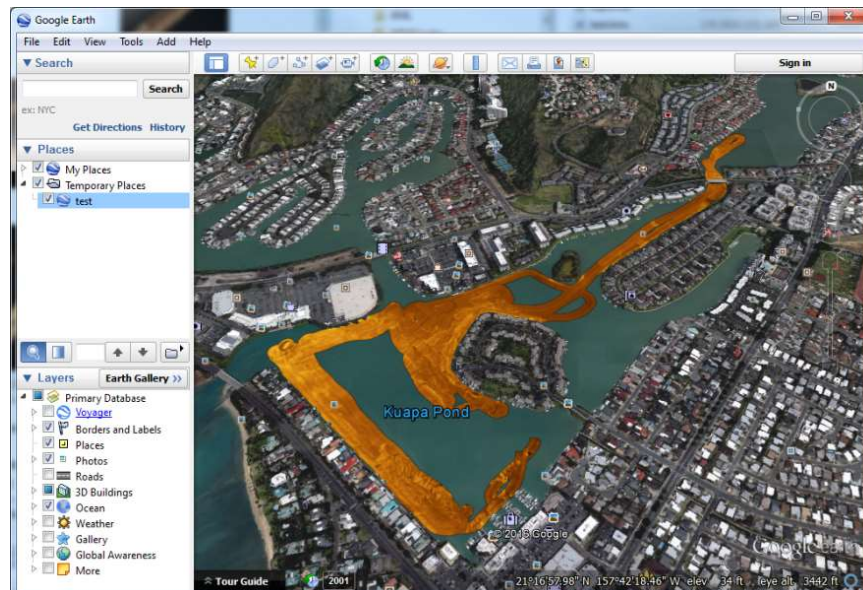 Google Earth
File Edit View Tools Add Help
Search
Search
ex: NYC
Get Directions History
Places
My Places
Temporary Places
test
Sign in
N
Kuapa Pond
Layers
Earth Gallery >>
Primary Database
Voyager
Borders and Labels
Places
Photos
Roads
3D Buildings
Ocean
Weather
Gallery
Global Awareness
More
© 2013 Google
Google earth
Tour Guide
2001
21°16'57.98" N 157°42'18.46" W elev 34 ft eye alt 3442 ft